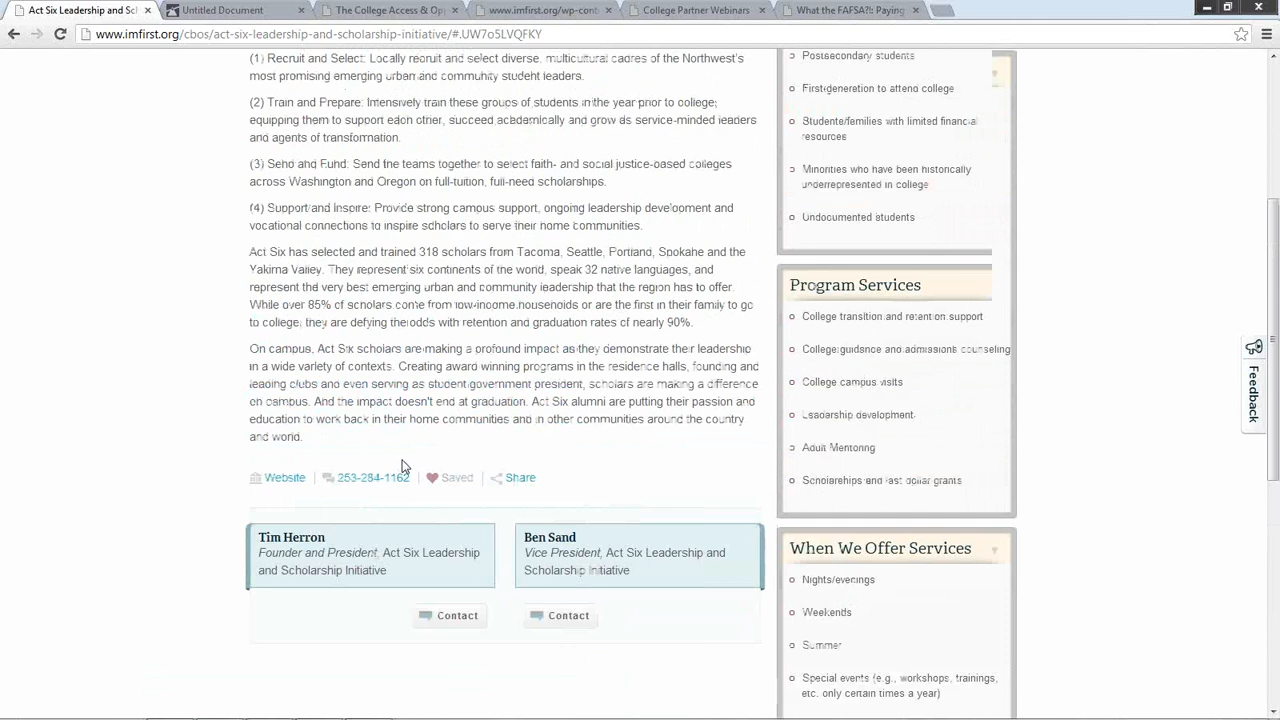 Act Six Leadership and Sch
Untitled Document
The College Access & Opp
www.imfirst.org/wp-cont
College Partner Webinars
What the FAFSA?: Paying
www.imfirst.org/cbos/act-six-leadership-and-scholarship-initiative/#.UW7o5LVQFKY
(1) Recruit and Select: Locally recruit and select diverse, multicultural cadres of the Northwest's
most promising emerging urban and community student leaders.
(2) Train and Prepare: Intensively train these groups of students in the year prior to college,
equipping them to support each other, succeed academically and grow as service-minded leaders
and agents of transformation.
(3) Send and Fund: Send the teams together to select faith- and social justice-based colleges
across Washington and Oregon on full-tuition, full-need scholarships.
(4) Support and Inspire: Provide strong campus support, ongoing leadership development and
vocational connections to inspire scholars to serve their home communities.
Act Six has selected and trained 318 scholars from Tacoma, Seattle, Portland, Spokane and the
Yakima Valley. They represent six continents of the world, speak 32 native languages, and
represent the very best emerging urban and community leadership that the region has to offer.
While over 85% of scholars come from low-income households or are the first in their family to go
to college, they are defying the odds with retention and graduation rates of nearly 90%.
On campus, Act Six scholars are making a profound impact as they demonstrate their leadership
in a wide variety of contexts. Creating award winning programs in the residence halls, founding and
leading clubs and even serving as student government president, scholars are making a difference
on campus. And the impact doesn't end at graduation. Act Six alumni are putting their passion and
education to work back in their home communities and in other communities around the country
and world.
Website
253-284-1162
Saved
Share
Tim Herron
Founder and President, Act Six Leadership
and Scholarship Initiative
Contact
Ben Sand
Vice President, Act Six Leadership and
Scholarship Initiative
Contact
Postsecondary students
First-generation to attend college
Students/families with limited financial
resources
Minorities who have been historically
underrepresented in college
Undocumented students
Program Services
College transition and retention support
College guidance and admissions counseling
College campus visits
Leadership development
Adult Mentoring
Scholarships and last dollar grants
When We Offer Services
Nights/evenings
Weekends
Summer
Special events (e.g., workshops, trainings,
etc. only certain times a year)
Feedback